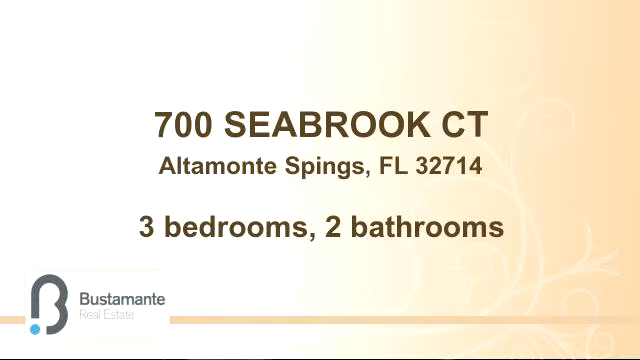 700 SEABROOK CT
Altamonte Spings, FL 32714
3 bedrooms, 2 bathrooms
Bustamante
Real Estate